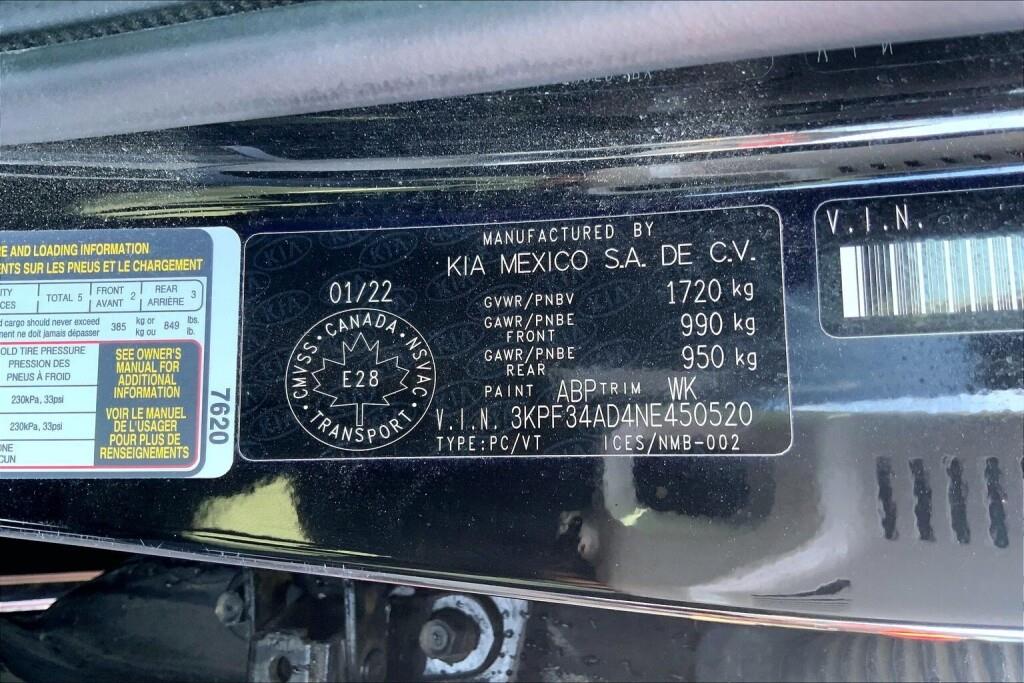 E AND LOADING INFORMATION
ENTS SUR LES PNEUS ET LE CHARGEMENT
TOTAL 5
FRONT
AVANT 2
REAR
ARRIÈRE 3
cargo should never exceed
ne doit jamais dépasser
385
kg or
kg ou
849
lbs.
lb.
OLD TIRE PRESSURE
PRESSION DES
PNEUS À FROID
230kPa, 33psi
230kPa, 33psi
SEE OWNER'S
MANUAL FOR
ADDITIONAL
INFORMATION
VOIR LE MANUEL
DE L'USAGER
POUR PLUS DE
RENSEIGNEMENTS
7620
MANUFACTURED BY
KIA MEXICO S.A. DE C.V.
01/22
CMVSS · CANADA · NSVAC · TRANSPORT
E28
GVWR/PNBV 1720 kg
GAWR/PNBE
FRONT 990 kg
GAWR/PNBE
REAR 950 kg
PAINT ABP TRIM WK
V.I.N. 3KPF34AD4NE450520
TYPE:PC/VT ICES/NMB-002
V.I.N.